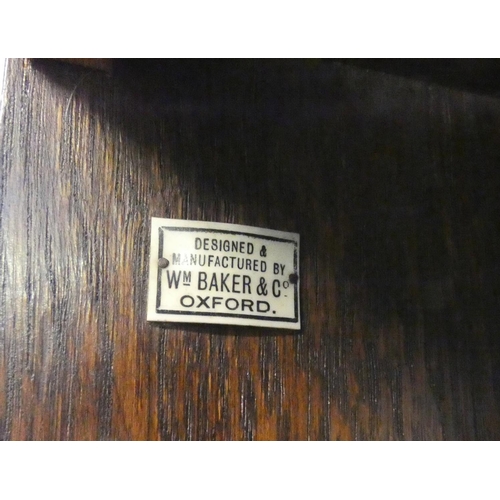 DESIGNED &
MANUFACTURED BY
WM BAKER & Co
OXFORD.